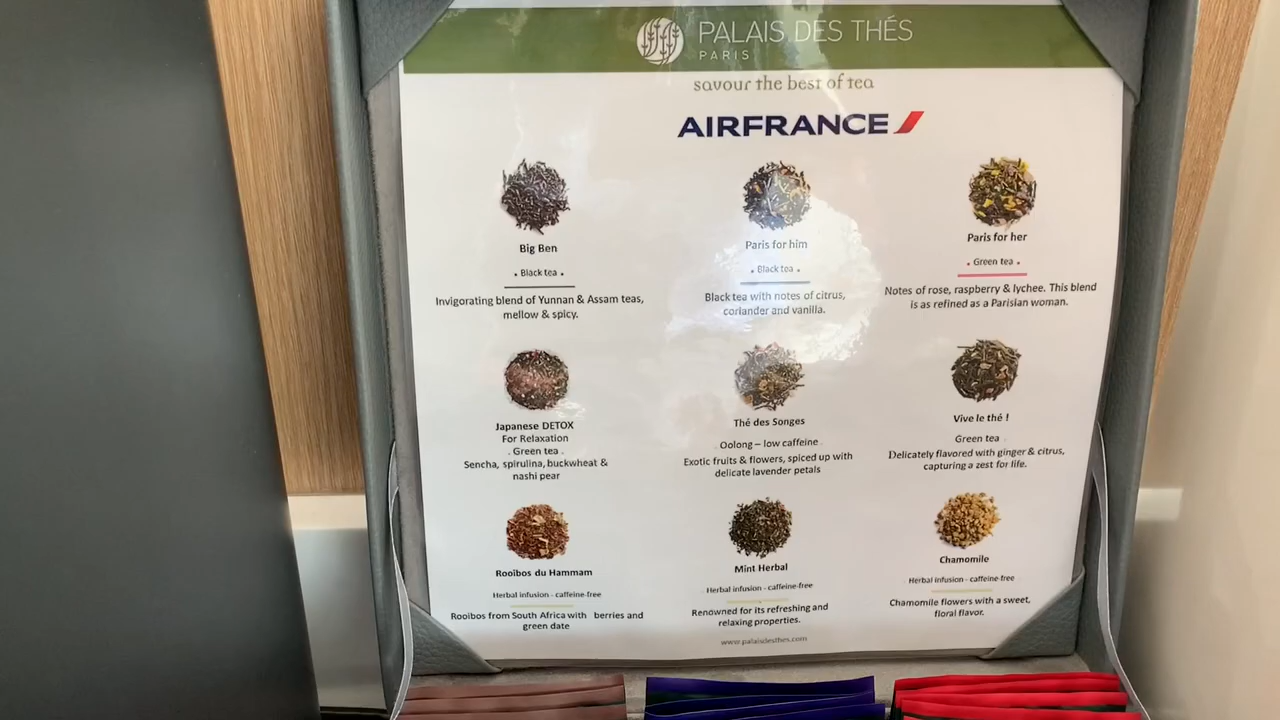 PALAIS DES THÉS
PARIS
savour the best of tea
AIRFRANCE
Big Ben
• Black tea •
Invigorating blend of Yunnan & Assam teas,
mellow & spicy.
Paris for him
• Black tea •
Black tea with notes of citrus,
coriander and vanilla.
Paris for her
• Green tea •
Notes of rose, raspberry & lychee. This blend
is as refined as a Parisian woman.
Japanese DETOX
For Relaxation
. Green tea .
Sencha, spirulina, buckwheat &
nashi pear
Thé des Songes
Oolong – low caffeine
Exotic fruits & flowers, spiced up with
delicate lavender petals
Vive le thé !
Green tea
Delicately flavored with ginger & citrus,
capturing a zest for life.
Rooïbos du Hammam
Herbal infusion - caffeine-free
Rooibos from South Africa with berries and
green date
Mint Herbal
Herbal infusion - caffeine-free
Renowned for its refreshing and
relaxing properties.
Chamomile
Herbal infusion - caffeine-free
Chamomile flowers with a sweet,
floral flavor.
www.palaisdesthes.com